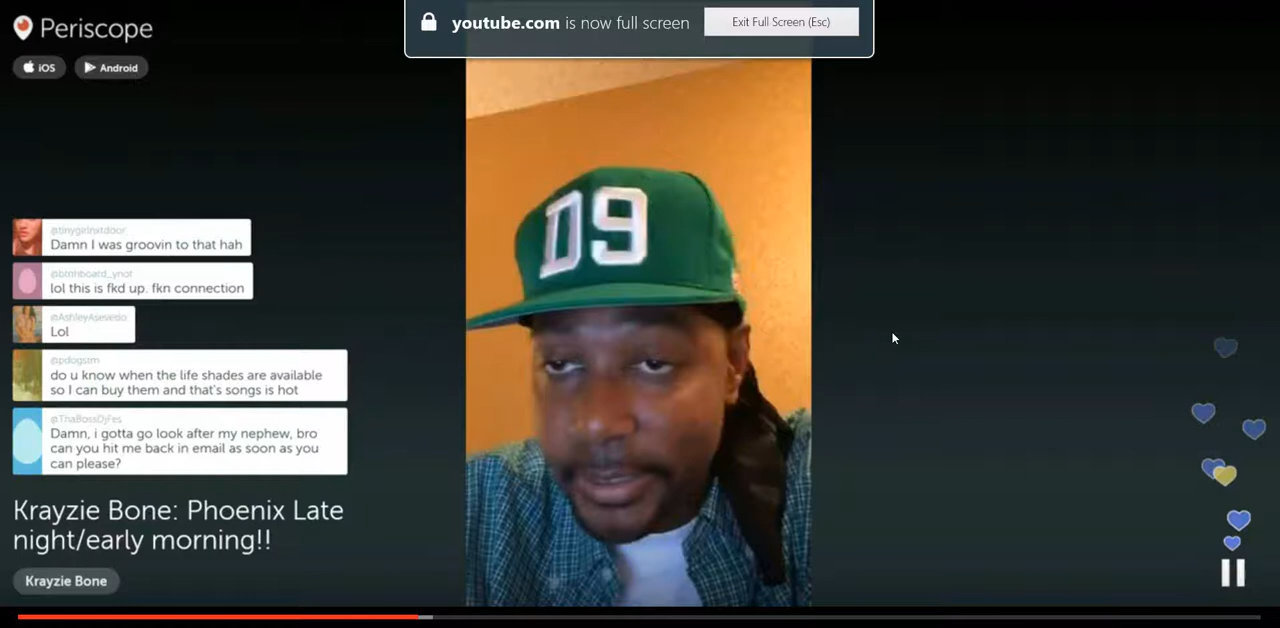 Periscope
iOS
Android
youtube.com is now full screen
Exit Full Screen (Esc)
D9
@tinygirlnxtdoor
Damn I was groovin to that hah
lol this is fkd up. fkn connection
@AshleyAsevedo
Lol
@pdogstm
do u know when the life shades are available
so I can buy them and that's songs is hot
@ThaBossDjFes
Damn, i gotta go look after my nephew, bro
can you hit me back in email as soon as you
can please?
Krayzie Bone: Phoenix Late
night/early morning!!
Krayzie Bone